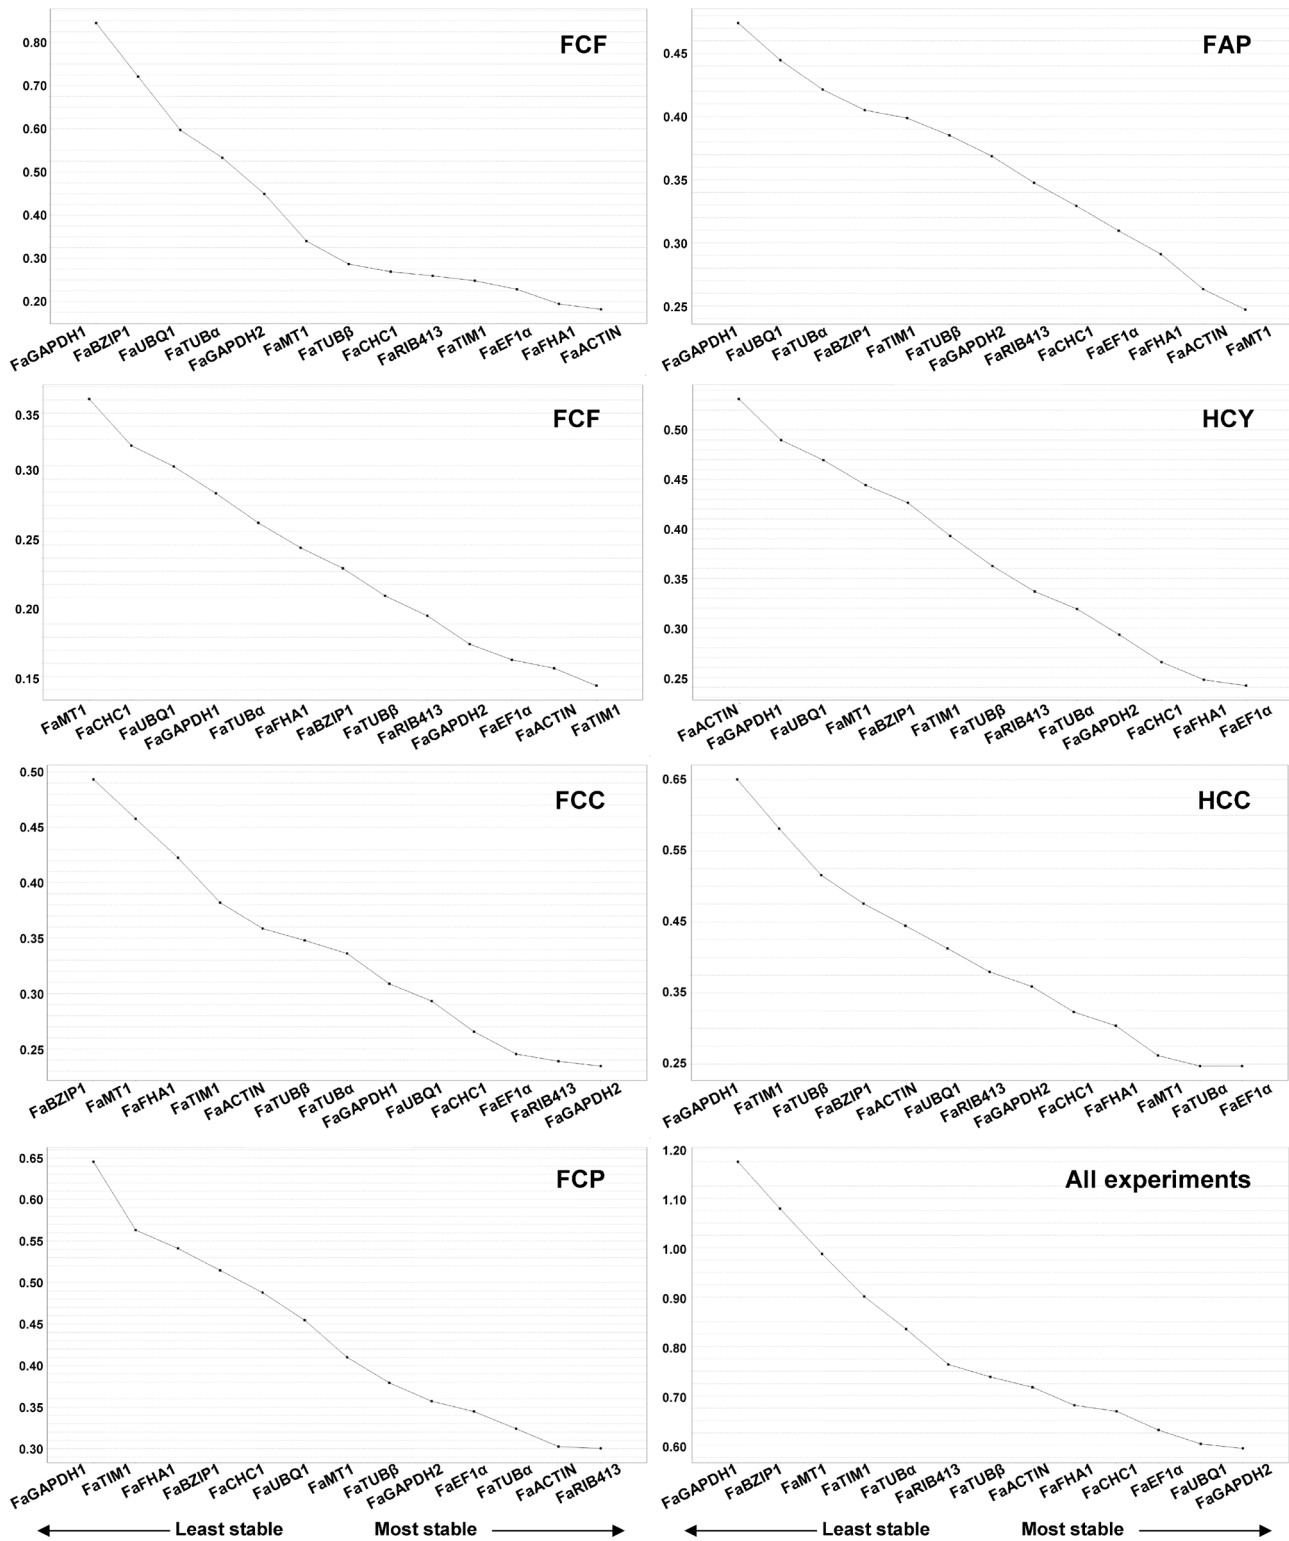 FCF
0.80
0.70
0.60
0.50
0.40
0.30
0.20
FaGAPDH1 FaBZIP1 FaUBQ1 FaTUBα FaGAPDH2 FaMT1 FaTUBβ FaCHC1 FaRIB413 FaTIM1 FaEF1α FaFHA1 FaACTIN
FAP
0.45
0.40
0.35
0.30
0.25
FaGAPDH1 FaUBQ1 FaTUBα FaBZIP1 FaTIM1 FaTUBβ FaGAPDH2 FaRIB413 FaCHC1 FaEF1α FaFHA1 FaACTIN FaMT1
FCF
0.35
0.30
0.25
0.20
0.15
FaMT1 FaCHC1 FaUBQ1 FaGAPDH1 FaTUBα FaFHA1 FaBZIP1 FaTUBβ FaRIB413 FaGAPDH2 FaEF1α FaACTIN FaTIM1
HCY
0.50
0.45
0.40
0.35
0.30
0.25
FaACTIN FaGAPDH1 FaUBQ1 FaMT1 FaBZIP1 FaTIM1 FaTUBβ FaRIB413 FaTUBα FaGAPDH2 FaCHC1 FaFHA1 FaEF1α
FCC
0.50
0.45
0.40
0.35
0.30
0.25
FaBZIP1 FaMT1 FaFHA1 FaTIM1 FaACTIN FaTUBβ FaTUBα FaGAPDH1 FaUBQ1 FaCHC1 FaEF1α FaRIB413 FaGAPDH2
HCC
0.65
0.55
0.45
0.35
0.25
FaGAPDH1 FaTIM1 FaTUBβ FaBZIP1 FaACTIN FaUBQ1 FaRIB413 FaGAPDH2 FaCHC1 FaFHA1 FaMT1 FaTUBα FaEF1α
FCP
0.65
0.60
0.55
0.50
0.45
0.40
0.35
0.30
FaGAPDH1 FaTIM1 FaFHA1 FaBZIP1 FaCHC1 FaUBQ1 FaMT1 FaTUBβ FaGAPDH2 FaEF1α FaTUBα FaACTIN FaRIB413
All experiments
1.20
1.10
1.00
0.90
0.80
0.70
0.60
FaGAPDH1 FaBZIP1 FaMT1 FaTIM1 FaTUBα FaRIB413 FaTUBβ FaACTIN FaFHA1 FaCHC1 FaEF1α FaUBQ1 FaGAPDH2
Least stable Most stable
Least stable Most stable